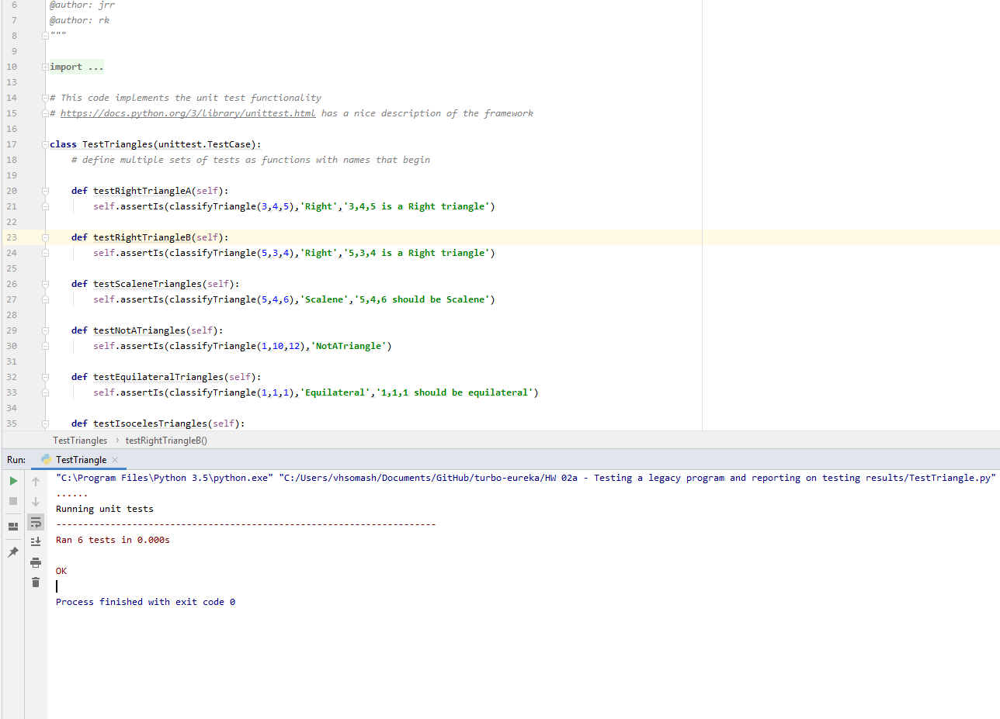 6 @author: jrr
7 @author: rk
8 """
9
10 import ...
13
14 # This code implements the unit test functionality
15 # https://docs.python.org/3/library/unittest.html has a nice description of the framework
16
17 class TestTriangles(unittest.TestCase):
18     # define multiple sets of tests as functions with names that begin
19
20     def testRightTriangleA(self):
21         self.assertIs(classifyTriangle(3,4,5),'Right','3,4,5 is a Right triangle')
22
23     def testRightTriangleB(self):
24         self.assertIs(classifyTriangle(5,3,4),'Right','5,3,4 is a Right triangle')
25
26     def testScaleneTriangles(self):
27         self.assertIs(classifyTriangle(5,4,6),'Scalene','5,4,6 should be Scalene')
28
29     def testNotATriangles(self):
30         self.assertIs(classifyTriangle(1,10,12),'NotATriangle')
31
32     def testEquilateralTriangles(self):
33         self.assertIs(classifyTriangle(1,1,1),'Equilateral','1,1,1 should be equilateral')
34
35     def testIsocelesTriangles(self):
TestTriangles › testRightTriangleB()
Run: TestTriangle ×
"C:\Program Files\Python 3.5\python.exe" "C:/Users/vhsomash/Documents/GitHub/turbo-eureka/HW 02a - Testing a legacy program and reporting on testing results/TestTriangle.py"
......
Running unit tests
----------------------------------------------------------------------
Ran 6 tests in 0.000s
OK
Process finished with exit code 0